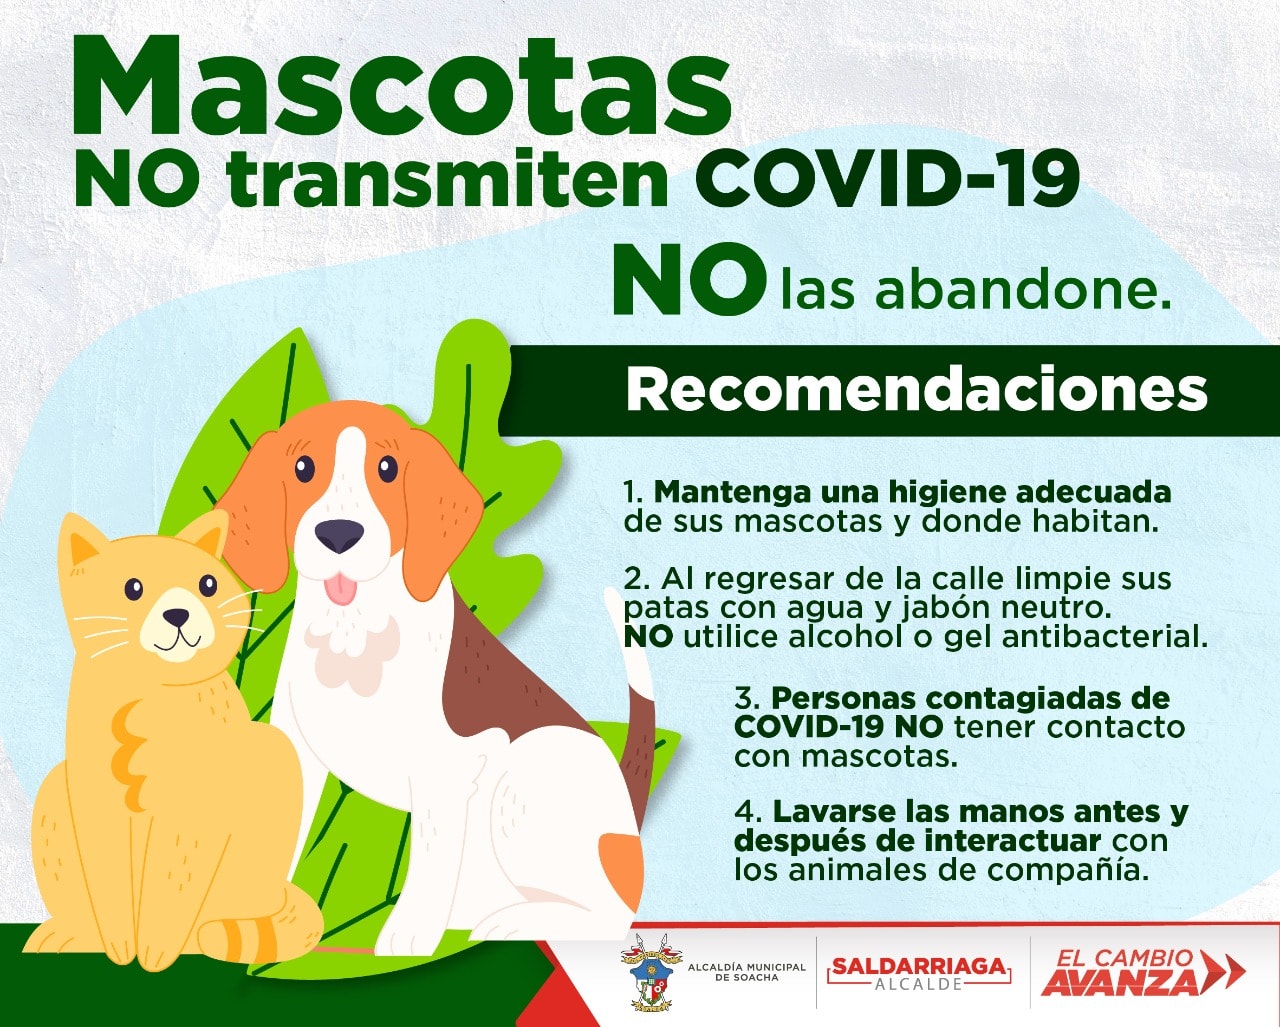 Mascotas
NO transmiten COVID-19
NO las abandone.
Recomendaciones
1. Mantenga una higiene adecuada
de sus mascotas y donde habitan.
2. Al regresar de la calle limpie sus
patas con agua y jabón neutro.
NO utilice alcohol o gel antibacterial.
3. Personas contagiadas de
COVID-19 NO tener contacto
con mascotas.
4. Lavarse las manos antes y
después de interactuar con
los animales de compañía.
ALCALDÍA MUNICIPAL
DE SOACHA
SALDARRIAGA
ALCALDE
EL CAMBIO
AVANZA